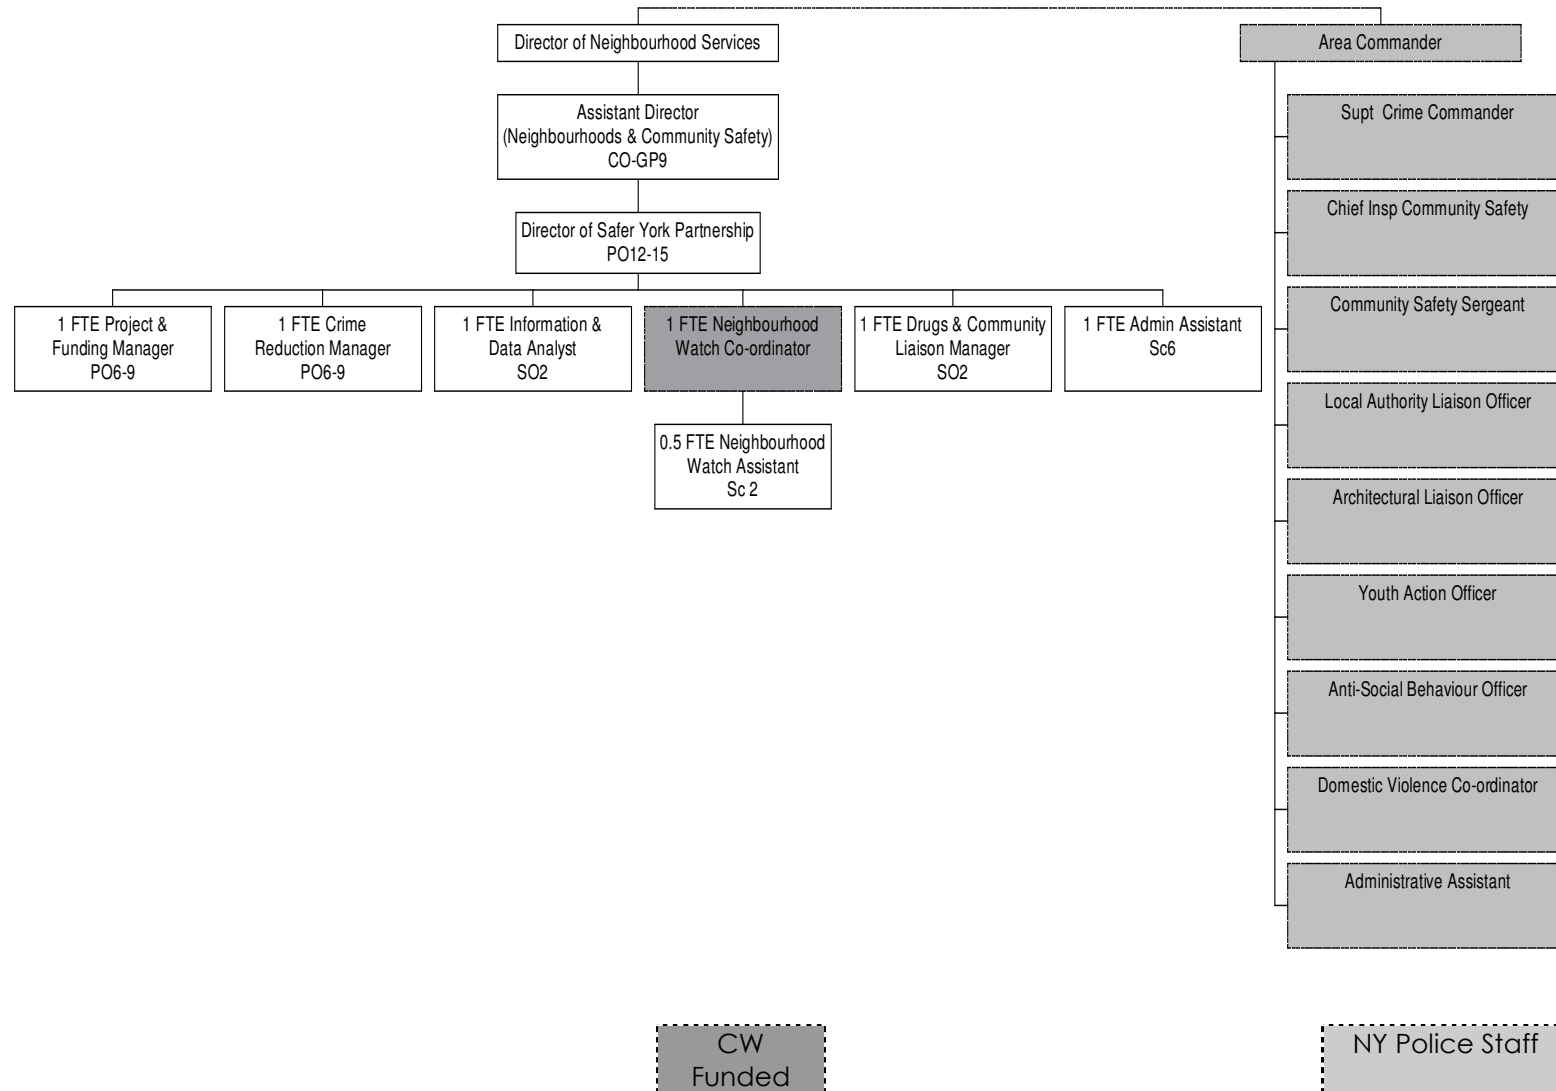 Director of Neighbourhood Services
Area Commander
Assistant Director
(Neighbourhoods & Community Safety)
CO-GP9
Director of Safer York Partnership
PO12-15
1 FTE Project &
Funding Manager
PO6-9
1 FTE Crime
Reduction Manager
PO6-9
1 FTE Information &
Data Analyst
SO2
1 FTE Neighbourhood
Watch Co-ordinator
1 FTE Drugs & Community
Liaison Manager
SO2
1 FTE Admin Assistant
Sc6
0.5 FTE Neighbourhood
Watch Assistant
Sc 2
Supt Crime Commander
Chief Insp Community Safety
Community Safety Sergeant
Local Authority Liaison Officer
Architectural Liaison Officer
Youth Action Officer
Anti-Social Behaviour Officer
Domestic Violence Co-ordinator
Administrative Assistant
CW
Funded
NY Police Staff